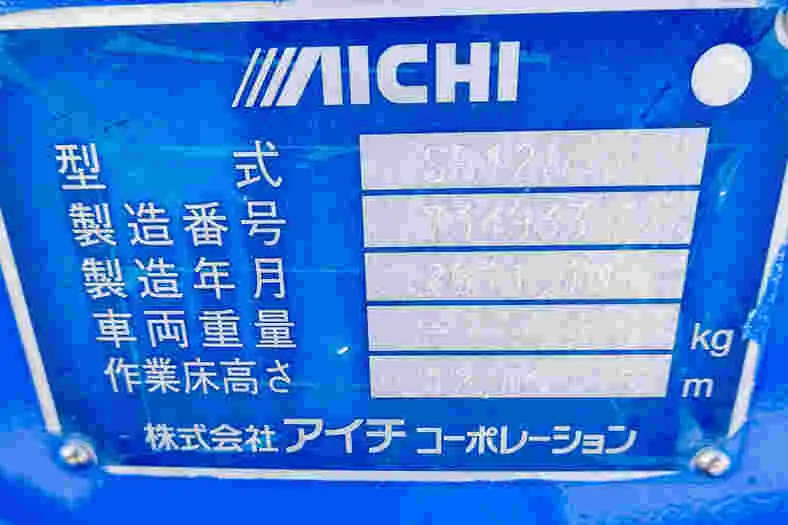 AICHI
型 式
製造番号
製造年月
車両重量 kg
作業床高さ m
株式会社 アイチ コーポレーション